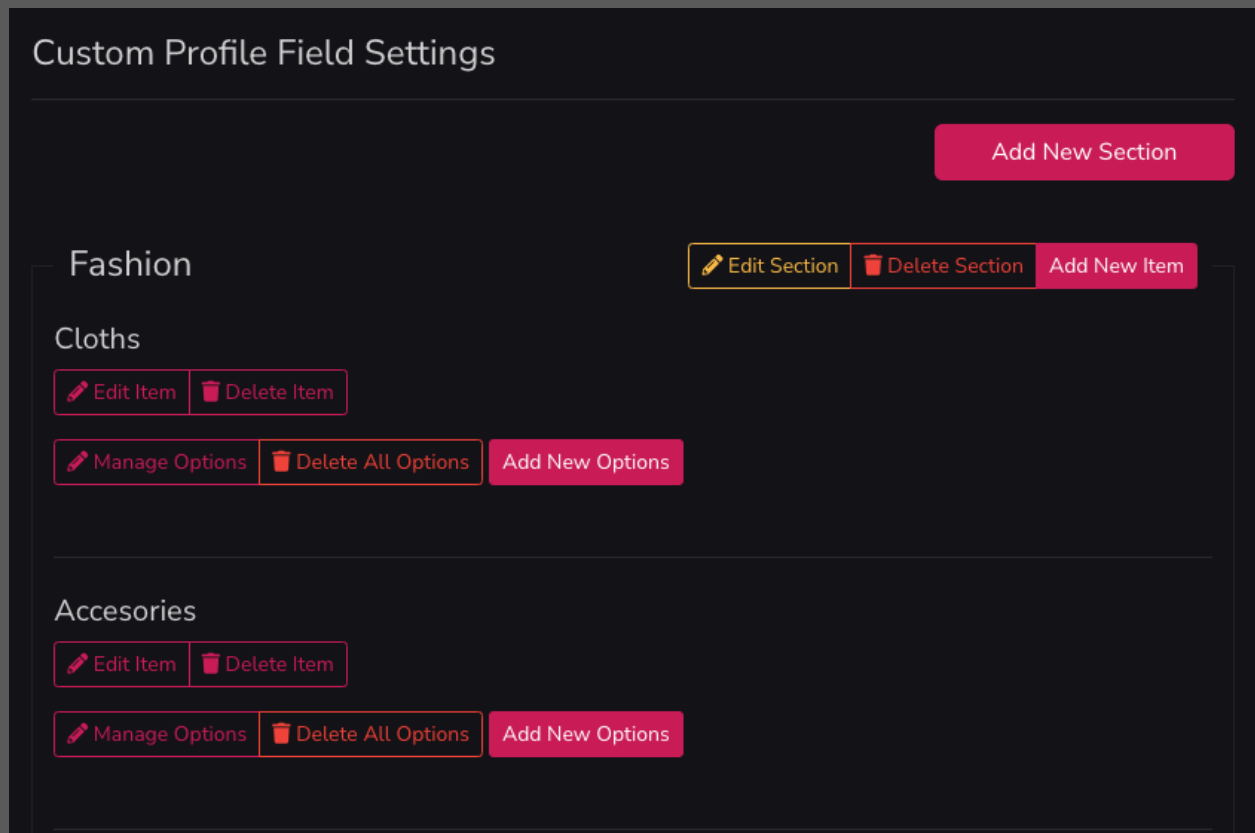 Custom Profile Field Settings
Add New Section
Fashion
Edit Section Delete Section Add New Item
Cloths
Edit Item Delete Item
Manage Options Delete All Options Add New Options
Accesories
Edit Item Delete Item
Manage Options Delete All Options Add New Options